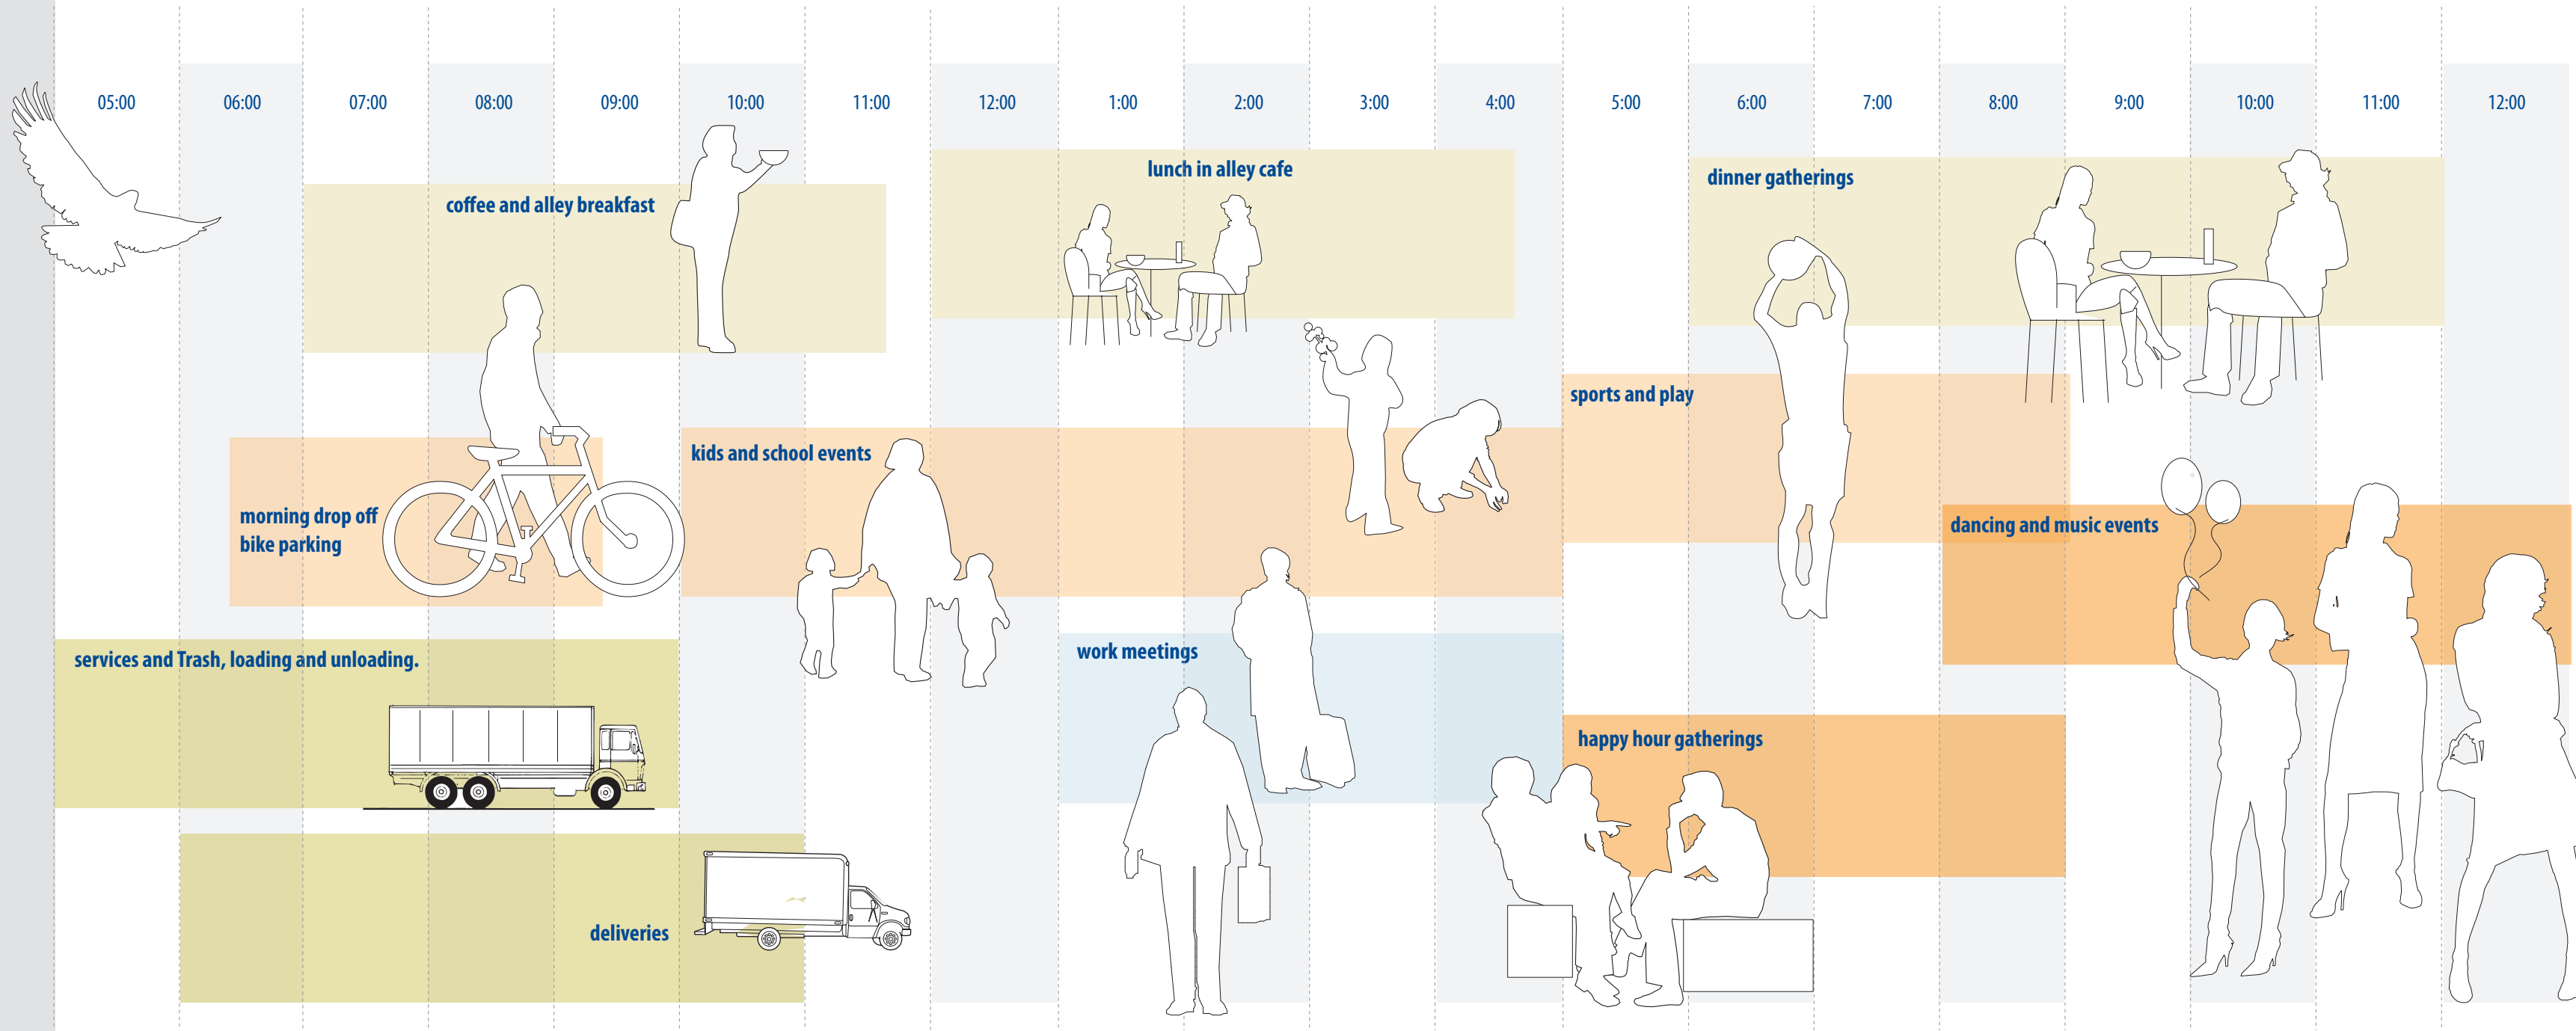 05:00 06:00 07:00 08:00 09:00 10:00 11:00 12:00 1:00 2:00 3:00 4:00 5:00 6:00 7:00 8:00 9:00 10:00 11:00 12:00
lunch in alley cafe
dinner gatherings
coffee and alley breakfast
sports and play
kids and school events
morning drop off
bike parking
dancing and music events
work meetings
services and Trash, loading and unloading.
happy hour gatherings
deliveries